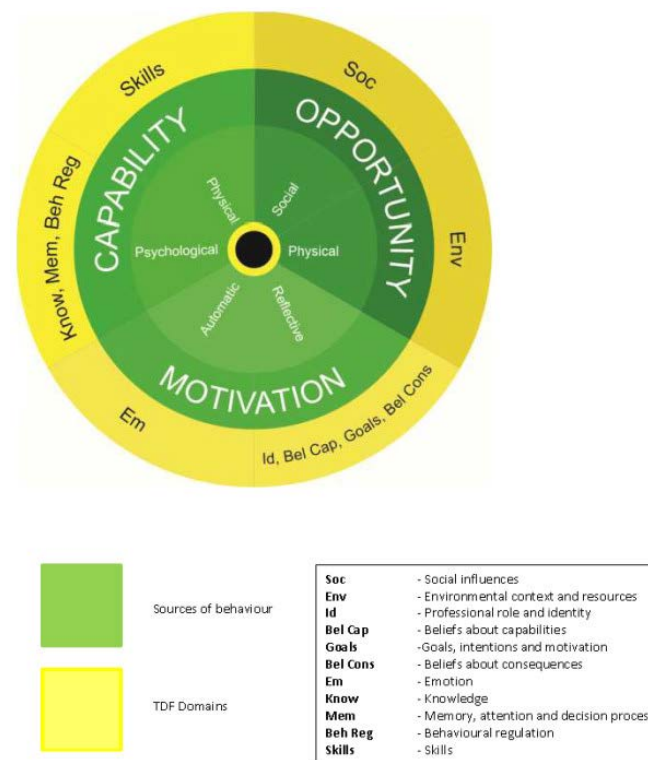 Skills
Soc
CAPABILITY
OPPORTUNITY
Know, Mem, Beh Reg
Physical
Social
Psychological
Physical
Env
Automatic
Reflective
MOTIVATION
Em
Id, Bel Cap, Goals, Bel Cons
Sources of behaviour
TDF Domains
Soc - Social influences
Env - Environmental context and resources
Id - Professional role and identity
Bel Cap - Beliefs about capabilities
Goals -Goals, intentions and motivation
Bel Cons - Beliefs about consequences
Em - Emotion
Know - Knowledge
Mem - Memory, attention and decision proces
Beh Reg - Behavioural regulation
Skills - Skills